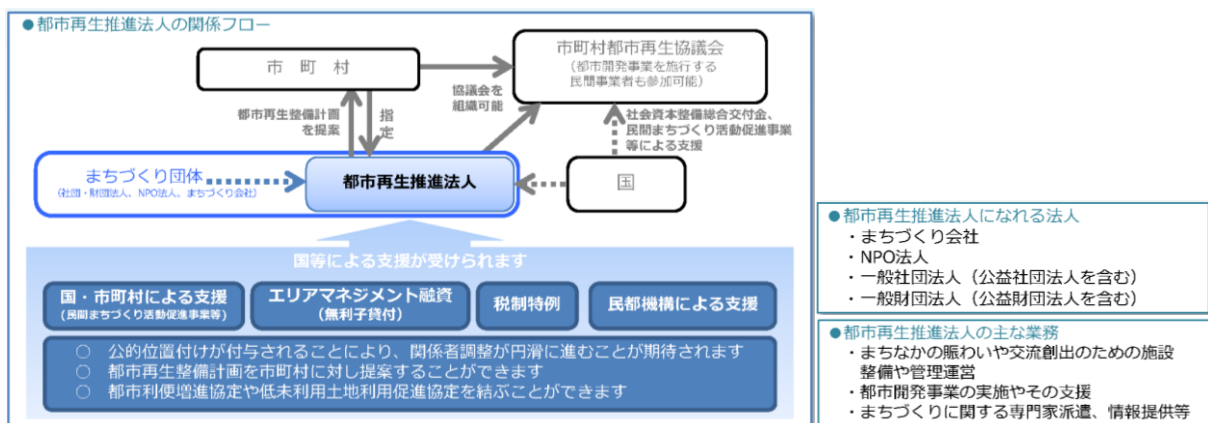 ●都市再生推進法人の関係フロー
市　町　村
市町村都市再生協議会
（都市開発事業を施行する
民間事業者も参加可能）
都市再生整備計画
を提案
指
定
協議会を
組織可能
社会資本整備総合交付金、
民間まちづくり活動促進事業
等による支援
まちづくり団体
（社団・財団法人、NPO法人、まちづくり会社）
都市再生推進法人
国
国等による支援が受けられます
国・市町村による支援
(民間まちづくり活動促進事業等)
エリアマネジメント融資
（無利子貸付）
税制特例
民都機構による支援
○　公的位置付けが付与されることにより、関係者調整が円滑に進むことが期待されます
○　都市再生整備計画を市町村に対し提案することができます
○　都市利便増進協定や低未利用土地利用促進協定を結ぶことができます
●都市再生推進法人になれる法人
・まちづくり会社
・NPO法人
・一般社団法人（公益社団法人を含む）
・一般財団法人（公益財団法人を含む）
●都市再生推進法人の主な業務
・まちなかの賑わいや交流創出のための施設
整備や管理運営
・都市開発事業の実施やその支援
・まちづくりに関する専門家派遣、情報提供等